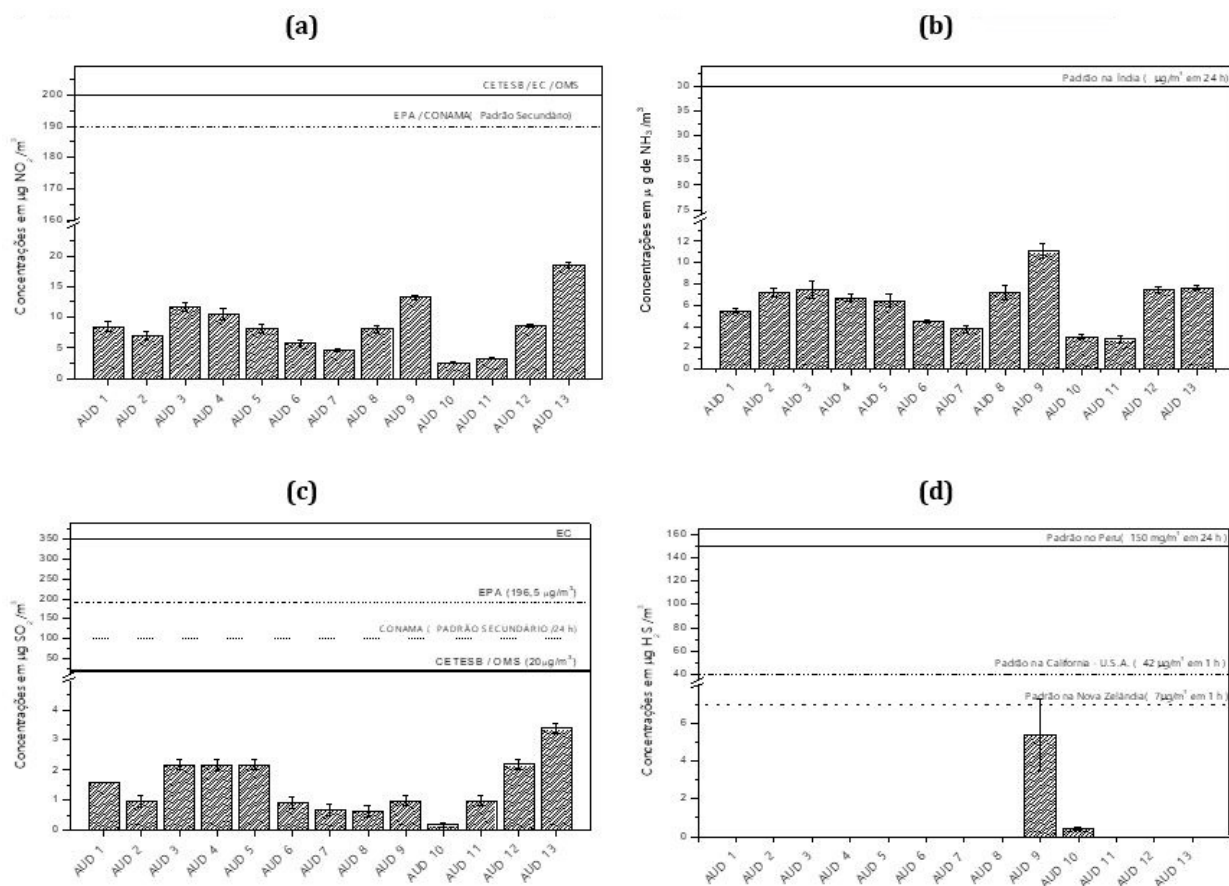 (a)
Concentrações em µg NO2/m³
200
190
180
170
160
20
15
10
5
0
CETESB/EC/OMS
EPA/CONAMA( Padrão Secundário)
AUD 1
AUD 2
AUD 3
AUD 4
AUD 5
AUD 6
AUD 7
AUD 8
AUD 9
AUD 10
AUD 11
AUD 12
AUD 13
(b)
Concentrações em µ g de NH3/m³
95
90
85
80
75
12
10
8
6
4
2
0
Padrão na Índia ( µg/m³ em 24 h)
AUD 1
AUD 2
AUD 3
AUD 4
AUD 5
AUD 6
AUD 7
AUD 8
AUD 9
AUD 10
AUD 11
AUD 12
AUD 13
(c)
Concentrações em µg SO2/m³
350
300
250
200
150
100
50
4
3
2
1
0
EC
EPA (196,5 µg/m³)
CONAMA ( PADRÃO SECUNDÁRIO/24 h)
CETESB/OMS (20µg/m³)
AUD 1
AUD 2
AUD 3
AUD 4
AUD 5
AUD 6
AUD 7
AUD 8
AUD 9
AUD 10
AUD 11
AUD 12
AUD 13
(d)
Concentrações em µg H2S/m³
160
140
120
100
80
60
40
6
4
2
0
Padrão no Peru( 150 mg/m³ em 24 h)
Padrão na California - U.S.A. ( 42 µg/m³ em 1 h)
Padrão na Nova Zelândia( 7µg/m³ em 1 h)
AUD 1
AUD 2
AUD 3
AUD 4
AUD 5
AUD 6
AUD 7
AUD 8
AUD 9
AUD 10
AUD 11
AUD 12
AUD 13